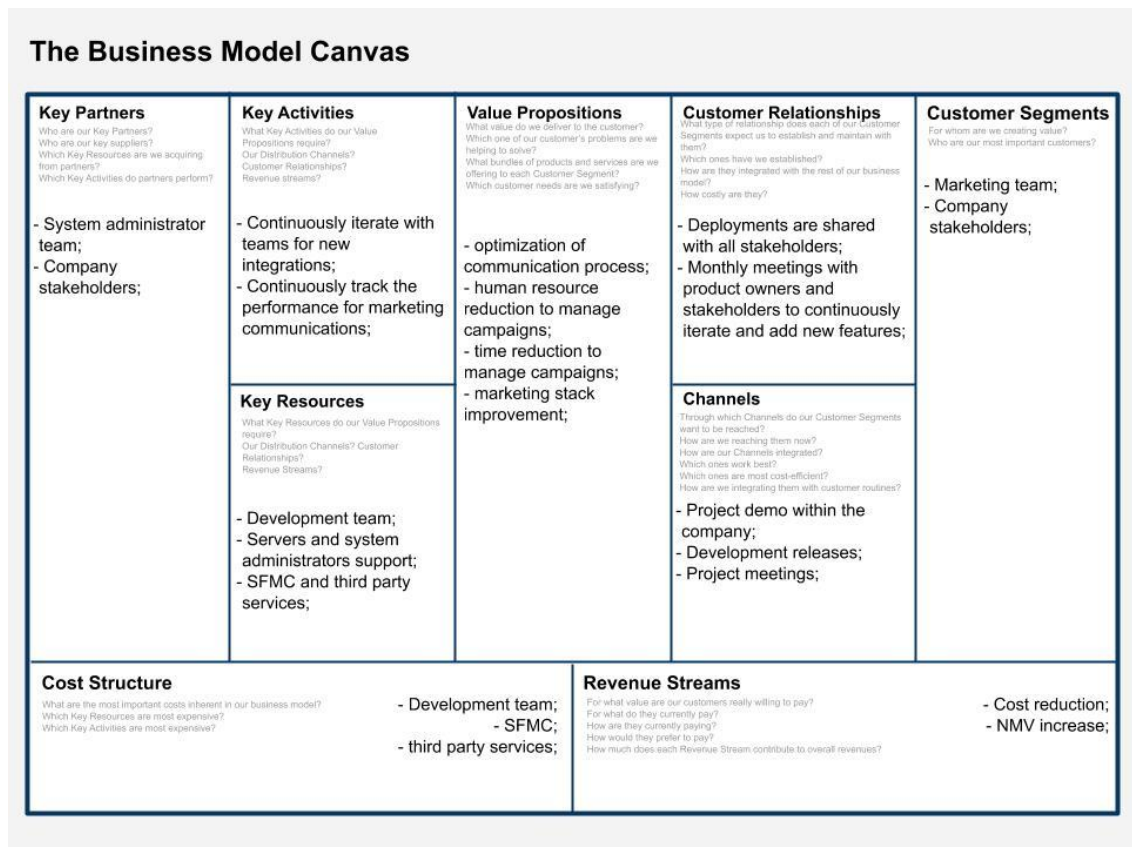 The Business Model Canvas
Key Partners
Who are our Key Partners?
Who are our key suppliers?
Which Key Resources are we acquiring
from partners?
Which Key Activities do partners perform?
- System administrator
team;
- Company
stakeholders;
Key Activities
What Key Activities do our Value
Propositions require?
Our Distribution Channels?
Customer Relationships?
Revenue streams?
- Continuously iterate with
teams for new
integrations;
- Continuously track the
performance for marketing
communications;
Key Resources
What Key Resources do our Value Propositions
require?
Our Distribution Channels? Customer
Relationships?
Revenue Streams?
- Development team;
- Servers and system
administrators support;
- SFMC and third party
services;
Value Propositions
What value do we deliver to the customer?
Which one of our customer's problems are we
helping to solve?
What bundles of products and services are we
offering to each Customer Segment?
Which customer needs are we satisfying?
- optimization of
communication process;
- human resource
reduction to manage
campaigns;
- time reduction to
manage campaigns;
- marketing stack
improvement;
Customer Relationships
What type of relationship does each of our Customer
Segments expect us to establish and maintain with
them?
Which ones have we established?
How are they integrated with the rest of our business
model?
How costly are they?
- Deployments are shared
with all stakeholders;
- Monthly meetings with
product owners and
stakeholders to continuously
iterate and add new features;
Channels
Through which Channels do our Customer Segments
want to be reached?
How are we reaching them now?
How are our Channels integrated?
Which ones work best?
Which ones are most cost-efficient?
How are we integrating them with customer routines?
- Project demo within the
company;
- Development releases;
- Project meetings;
Customer Segments
For whom are we creating value?
Who are our most important customers?
- Marketing team;
- Company
stakeholders;
Cost Structure
What are the most important costs inherent in our business model?
Which Key Resources are most expensive?
Which Key Activities are most expensive?
- Development team;
- SFMC;
- third party services;
Revenue Streams
For what value are our customers really willing to pay?
For what do they currently pay?
How are they currently paying?
How would they prefer to pay?
How much does each Revenue Stream contribute to overall revenues?
- Cost reduction;
- NMV increase;